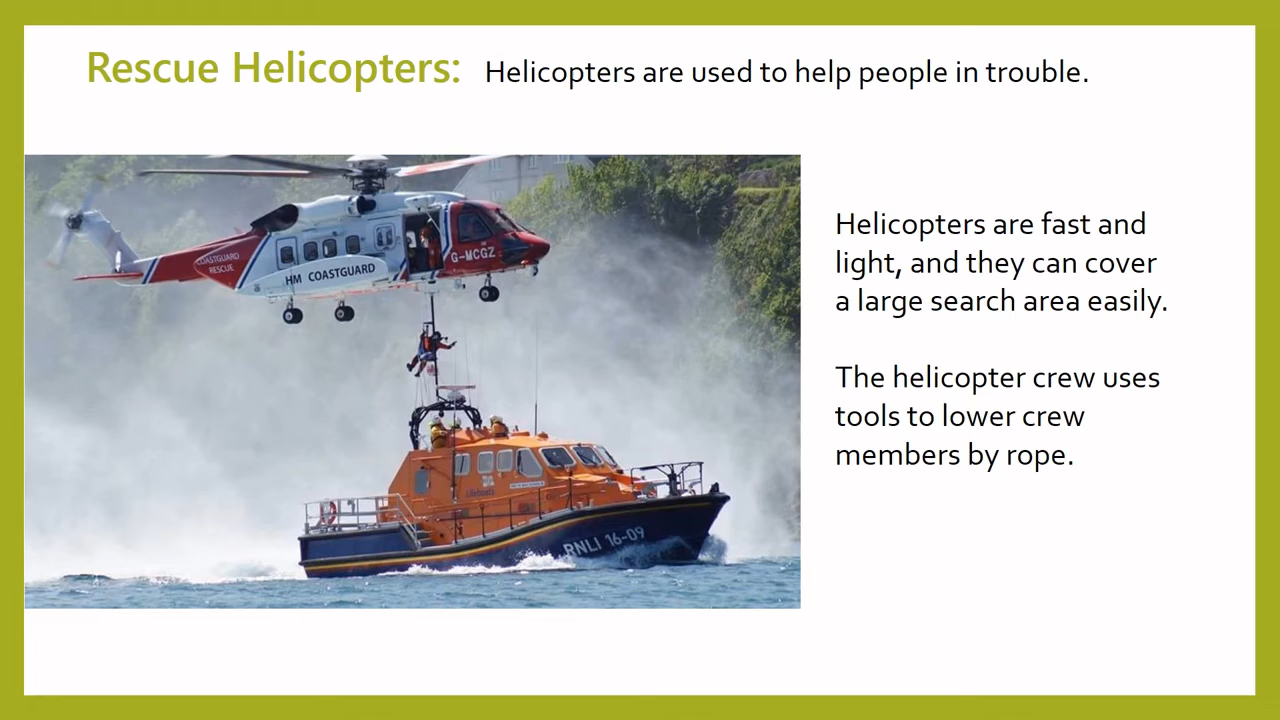 Rescue Helicopters: Helicopters are used to help people in trouble.
COASTGUARD
RESCUE
HM COASTGUARD
G-MCGZ
Helicopters are fast and
light, and they can cover
a large search area easily.
The helicopter crew uses
tools to lower crew
members by rope.
Lifeboats
RNLI 16-09